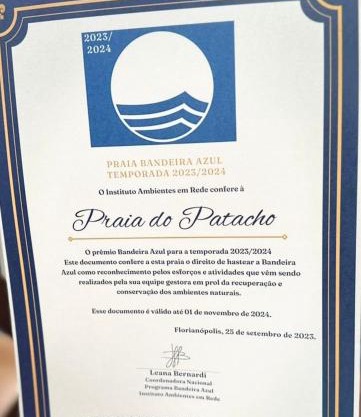 2023/
2024
PRAIA BANDEIRA AZUL
TEMPORADA 2023/2024
O Instituto Ambientes em Rede confere à
Praia do Patacho
O prêmio Bandeira Azul para a temporada 2023/2024
Este documento confere a esta praia o direito de hastear a Bandeira
Azul como reconhecimento pelos esforços e atividades que vêm sendo
realizados pela sua equipe gestora em prol da recuperação e
conservação dos ambientes naturais.
Esse documento é válido até 01 de novembro de 2024.
Florianópolis, 25 de setembro de 2023.
Leana Bernardi
Coordenadora Nacional
Programa Bandeira Azul
Instituto Ambientes em Rede